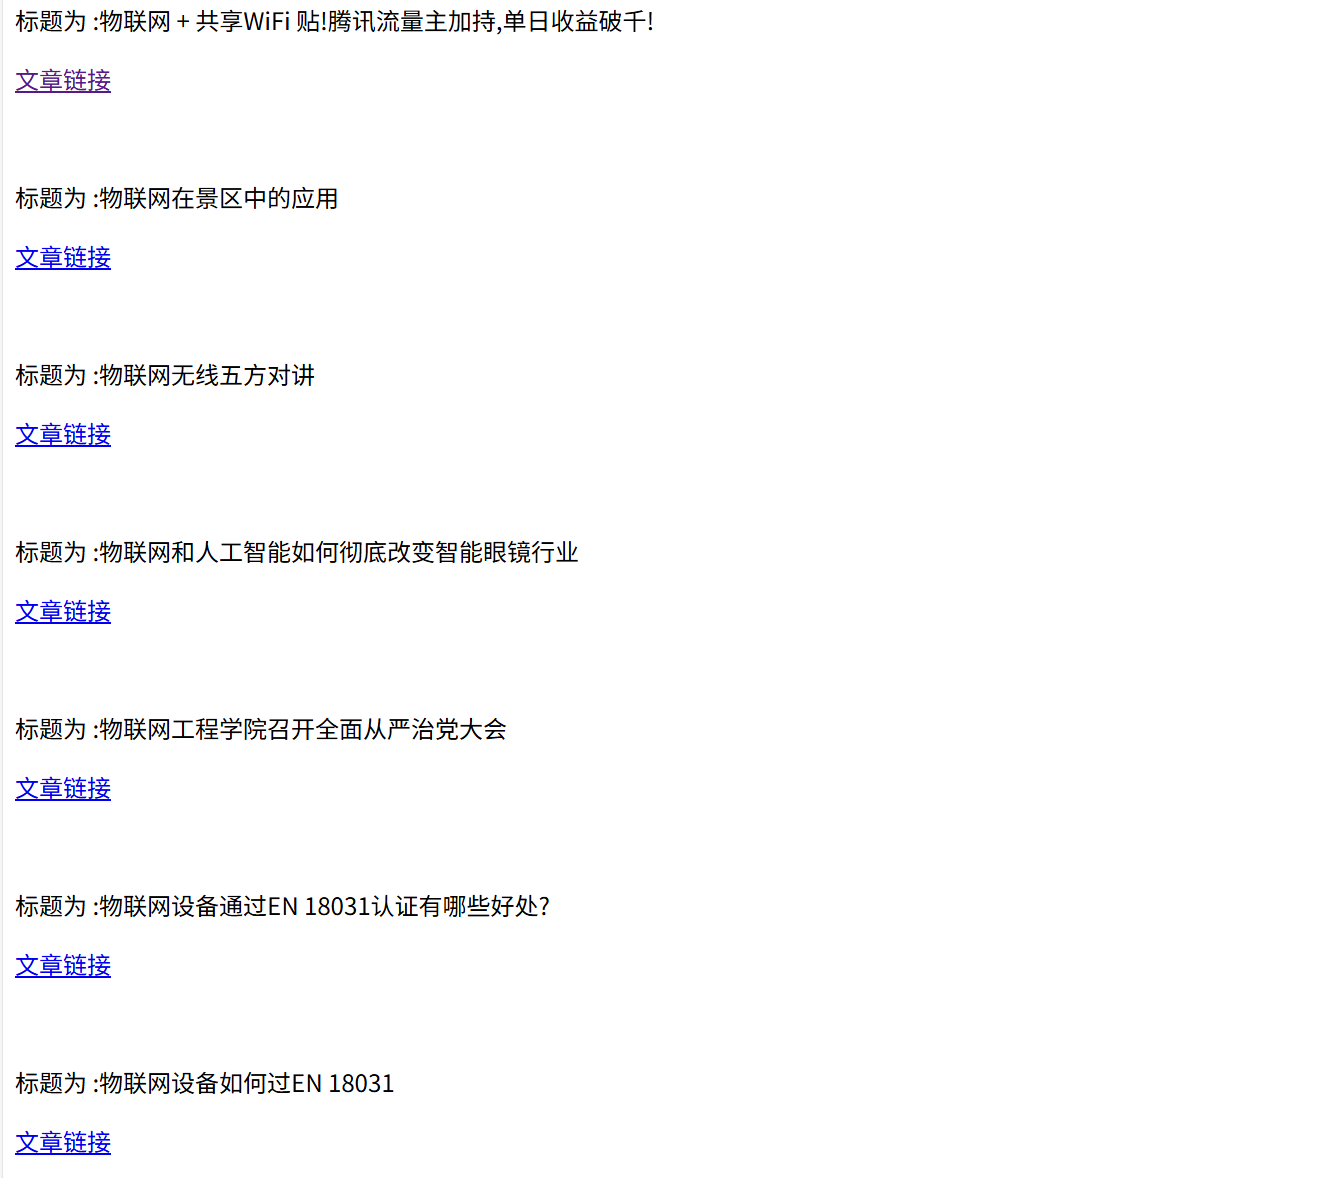 标题为 :物联网 + 共享WiFi 贴!腾讯流量主加持,单日收益破千!
文章链接
标题为 :物联网在景区中的应用
文章链接
标题为 :物联网无线五方对讲
文章链接
标题为 :物联网和人工智能如何彻底改变智能眼镜行业
文章链接
标题为 :物联网工程学院召开全面从严治党大会
文章链接
标题为 :物联网设备通过EN 18031认证有哪些好处?
文章链接
标题为 :物联网设备如何过EN 18031
文章链接